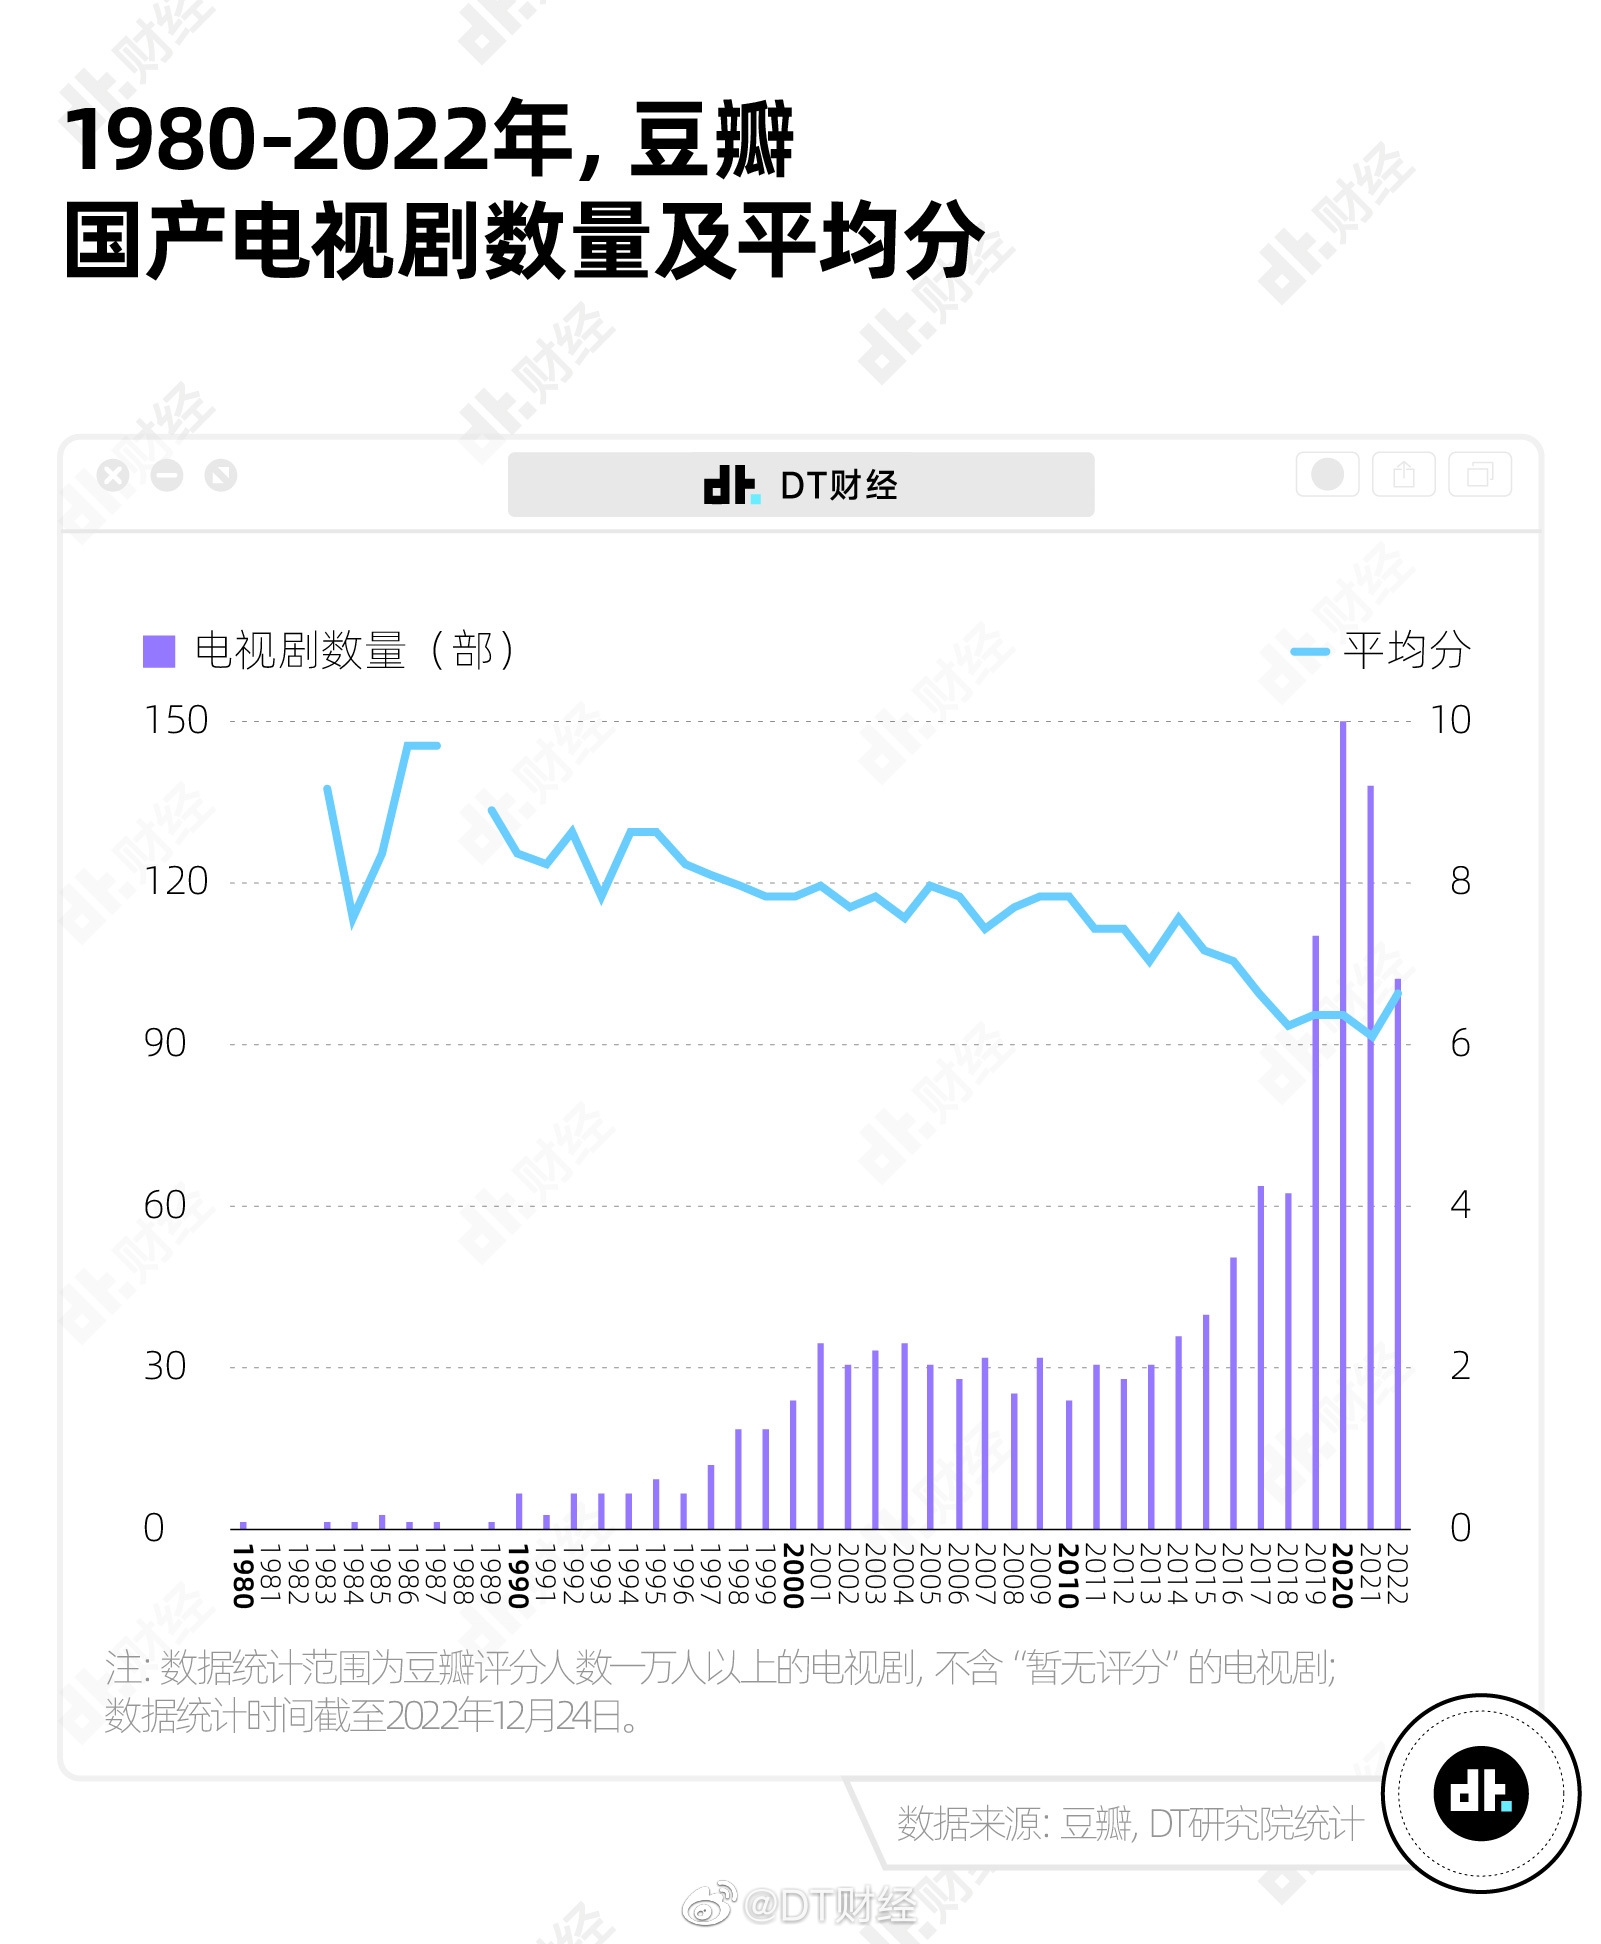 1980-2022年, 豆瓣
国产电视剧数量及平均分
dt. DT财经
电视剧数量（部）
平均分
150 10
120 8
90 6
60 4
30 2
0 0
1980 1981 1982 1983 1984 1985 1986 1987 1988 1989 1990 1991 1992 1993 1994 1995 1996 1997 1998 1999 2000 2001 2002 2003 2004 2005 2006 2007 2008 2009 2010 2011 2012 2013 2014 2015 2016 2017 2018 2019 2020 2021 2022
注: 数据统计范围为豆瓣评分人数一万人以上的电视剧, 不含“暂无评分”的电视剧;
数据统计时间截至2022年12月24日。
数据来源: 豆瓣, DT研究院统计
dt.
@DT财经